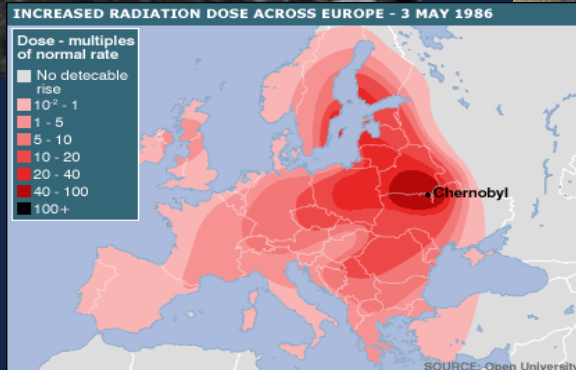 INCREASED RADIATION DOSE ACROSS EUROPE - 3 MAY 1986
Dose - multiples
of normal rate
No detecable
rise
10⁻² - 1
1 - 5
5 - 10
10 - 20
20 - 40
40 - 100
100+
Chernobyl
SOURCE: Open University